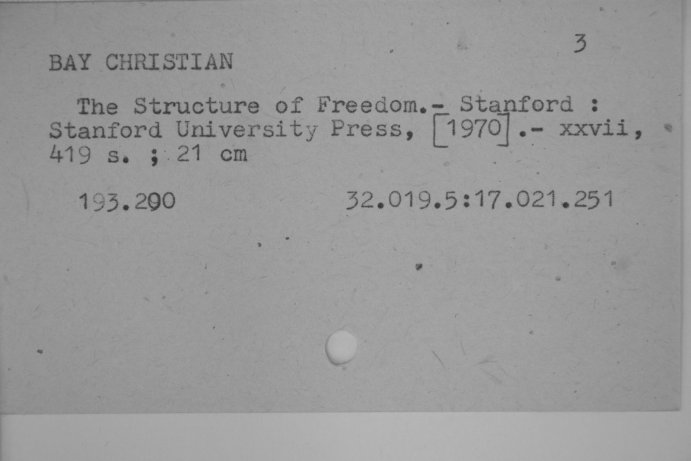 3
BAY CHRISTIAN
The Structure of Freedom.- Stanford :
Stanford University Press, [1970].- xxvii,
419 s. ; 21 cm
193.290 32.019.5:17.021.251